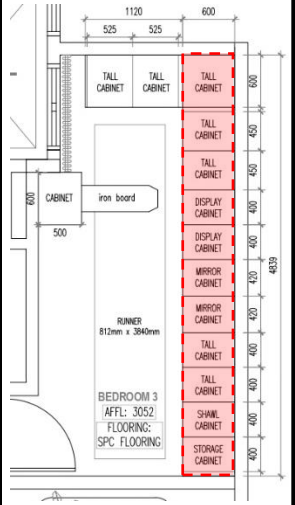 1120
600
525
525
TALL
CABINET
TALL
CABINET
TALL
CABINET
600
TALL
CABINET
450
TALL
CABINET
450
600
CABINET
iron board
500
DISPLAY
CABINET
400
DISPLAY
CABINET
400
4839
MIRROR
CABINET
420
MIRROR
CABINET
420
RUNNER
812mm x 3840mm
TALL
CABINET
400
TALL
CABINET
400
BEDROOM 3
AFFL: 3052
FLOORING:
SPC FLOORING
SHAWL
CABINET
400
STORAGE
CABINET
400